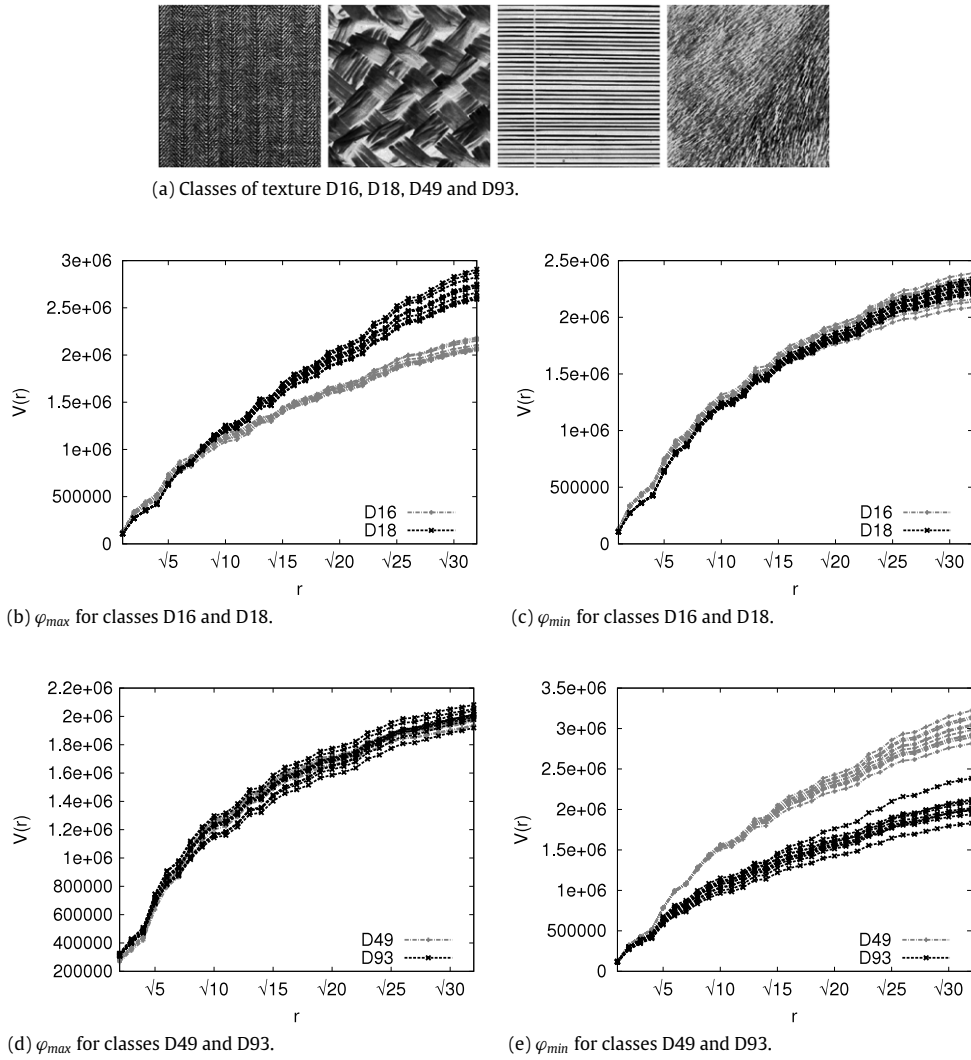 (a) Classes of texture D16, D18, D49 and D93.
3e+06
2.5e+06
2e+06
1.5e+06
1e+06
500000
0
V(r)
D16
D18
√5 √10 √15 √20 √25 √30
r
(b) φmax for classes D16 and D18.
2.5e+06
2e+06
1.5e+06
1e+06
500000
0
V(r)
D16
D18
√5 √10 √15 √20 √25 √30
r
(c) φmin for classes D16 and D18.
2.2e+06
2e+06
1.8e+06
1.6e+06
1.4e+06
1.2e+06
1e+06
800000
600000
400000
200000
V(r)
D49
D93
√5 √10 √15 √20 √25 √30
r
(d) φmax for classes D49 and D93.
3.5e+06
3e+06
2.5e+06
2e+06
1.5e+06
1e+06
500000
0
V(r)
D49
D93
√5 √10 √15 √20 √25 √30
r
(e) φmin for classes D49 and D93.